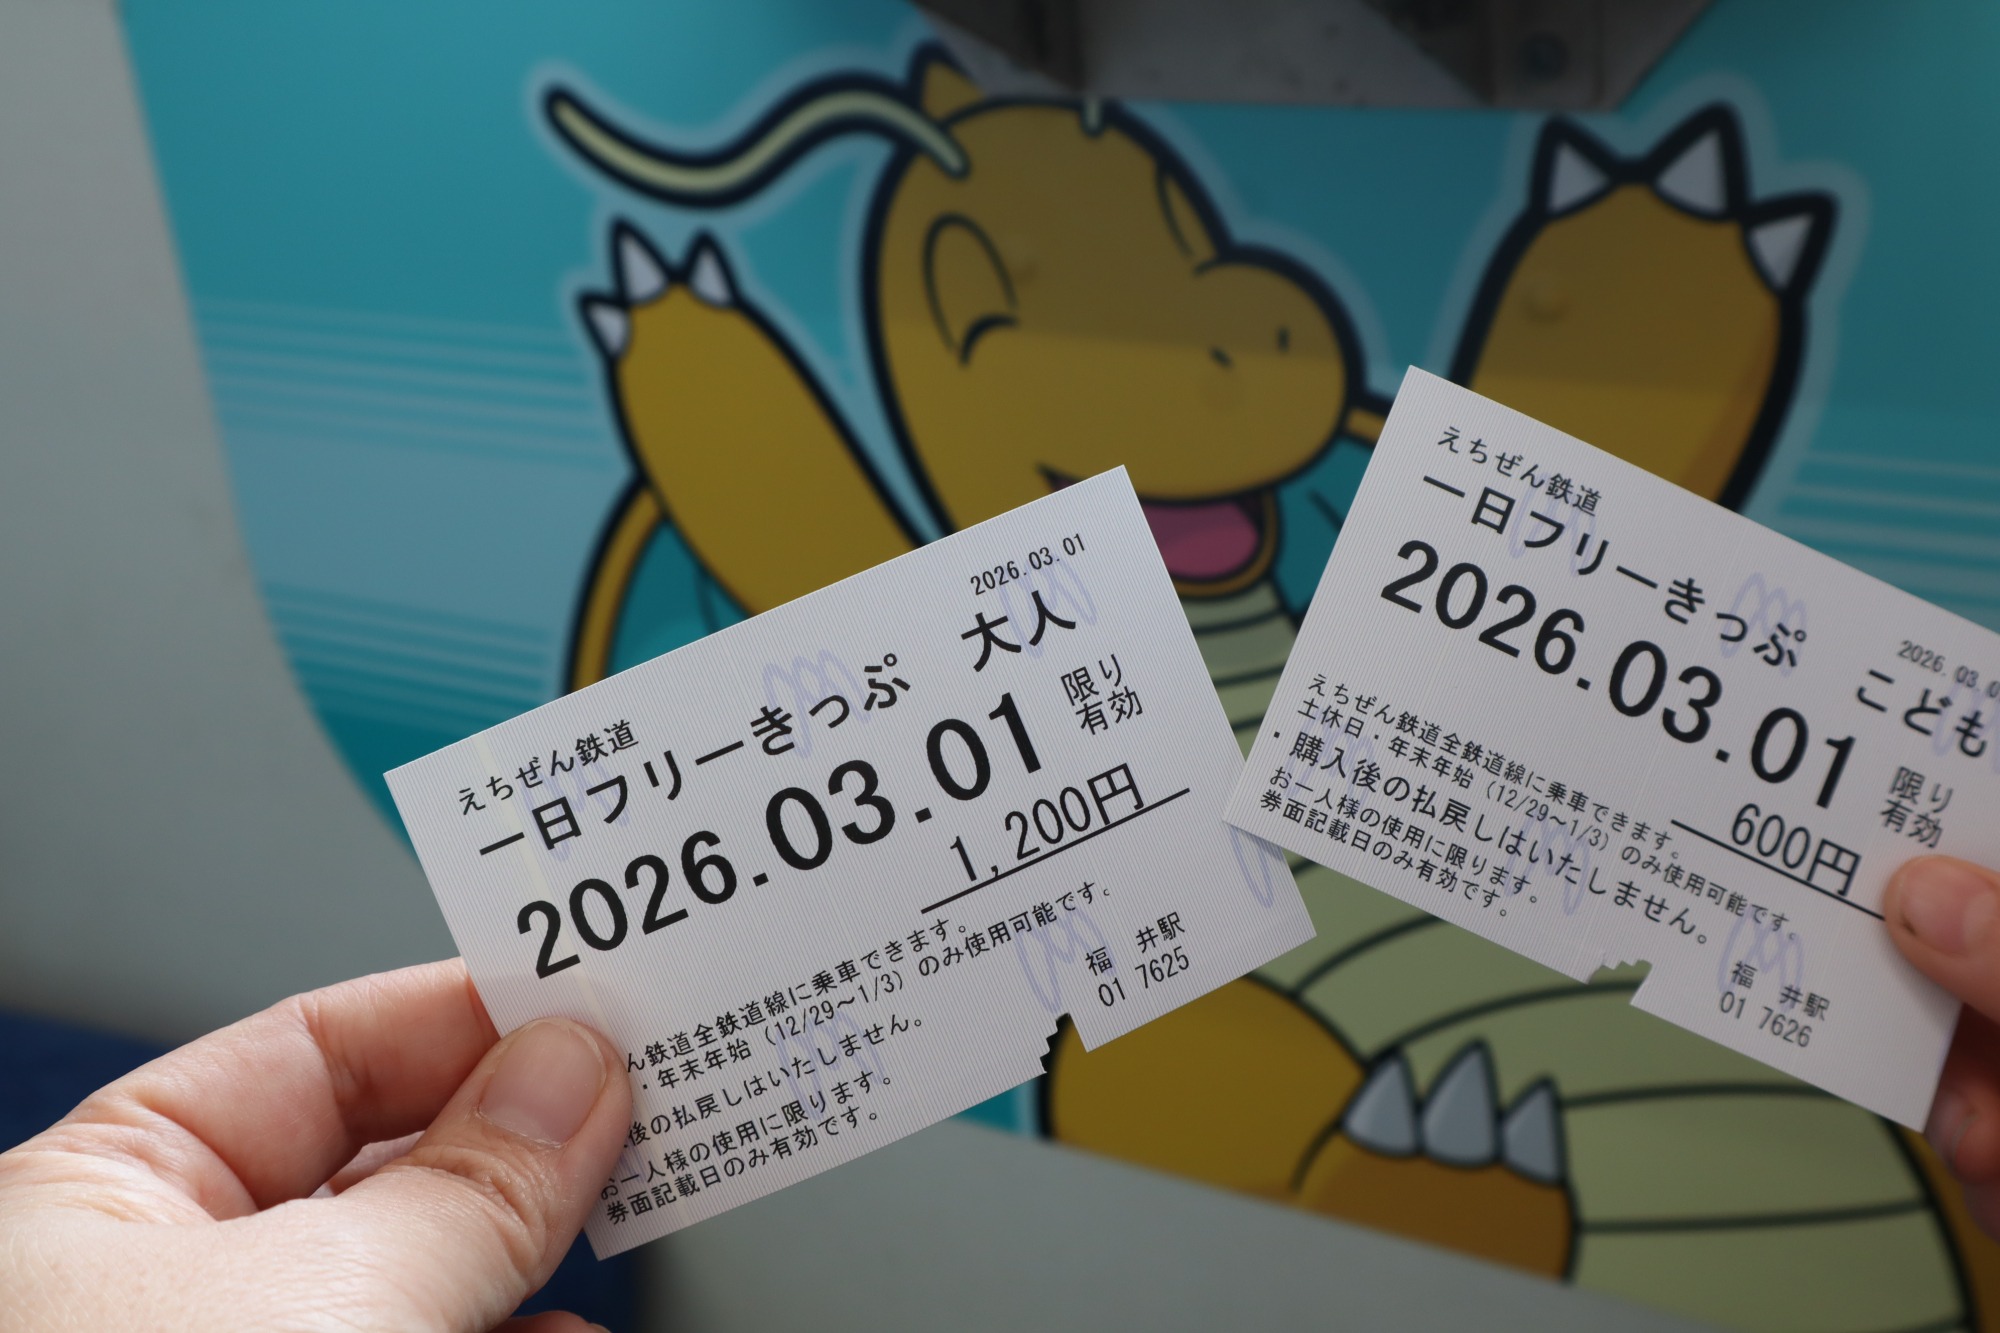 2026.03.01
えちぜん鉄道
一日フリーきっぷ 大人
2026.03.01 限り有効
1,200円
ん鉄道全鉄道線に乗車できます。
・年末年始（12/29〜1/3）のみ使用可能です。
後の払戻しはいたしません。
お一人様の使用に限ります。
券面記載日のみ有効です。
福 井駅
01 7625
えちぜん鉄道
2026.03.0
一日フリーきっぷ こども
2026.03.01 限り有効
600円
えちぜん鉄道全鉄道線に乗車できます。
土休日・年末年始（12/29〜1/3）のみ使用可能です。
・購入後の払戻しはいたしません。
お一人様の使用に限ります。
券面記載日のみ有効です。
福 井駅
01 7626